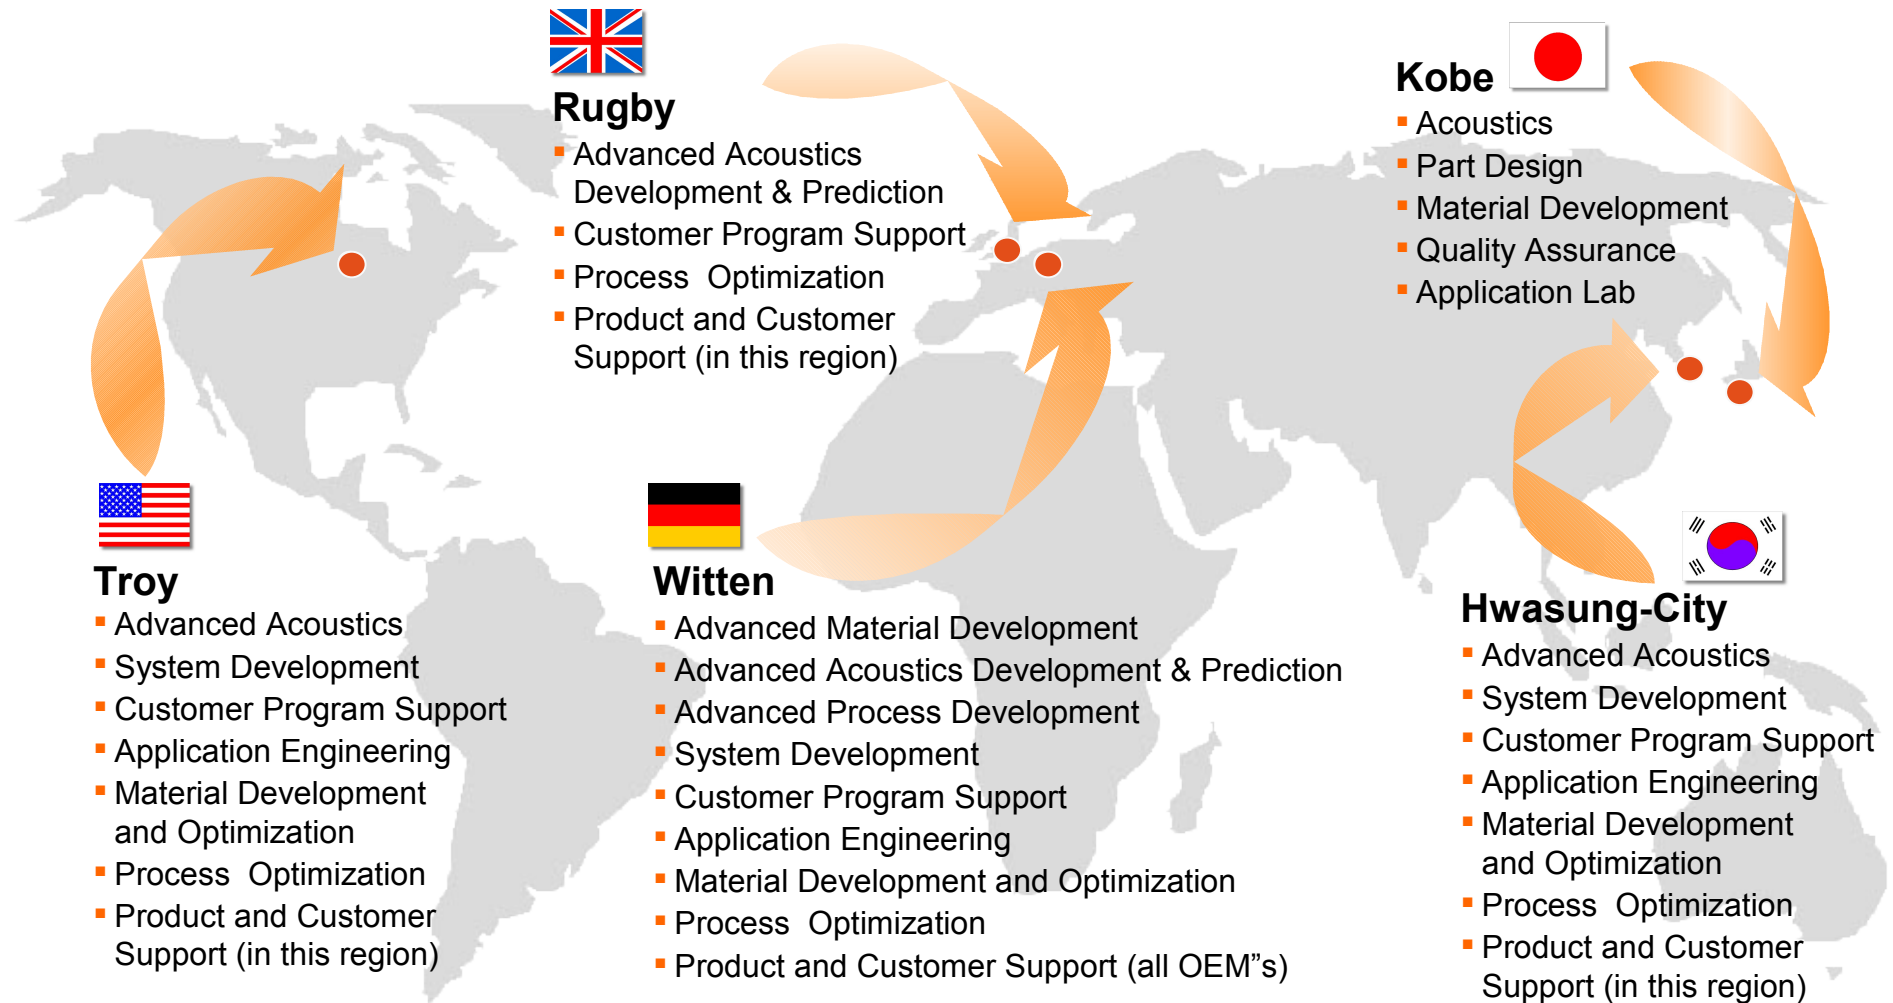 Rugby
Advanced Acoustics
Development & Prediction
Customer Program Support
Process  Optimization
Product and Customer
Support (in this region)
Kobe
Acoustics
Part Design
Material Development
Quality Assurance
Application Lab
Troy
Advanced Acoustics
System Development
Customer Program Support
Application Engineering
Material Development
and Optimization
Process  Optimization
Product and Customer
Support (in this region)
Witten
Advanced Material Development
Advanced Acoustics Development & Prediction
Advanced Process Development
System Development
Customer Program Support
Application Engineering
Material Development and Optimization
Process  Optimization
Product and Customer Support (all OEM”s)
Hwasung-City
Advanced Acoustics
System Development
Customer Program Support
Application Engineering
Material Development
and Optimization
Process  Optimization
Product and Customer
Support (in this region)